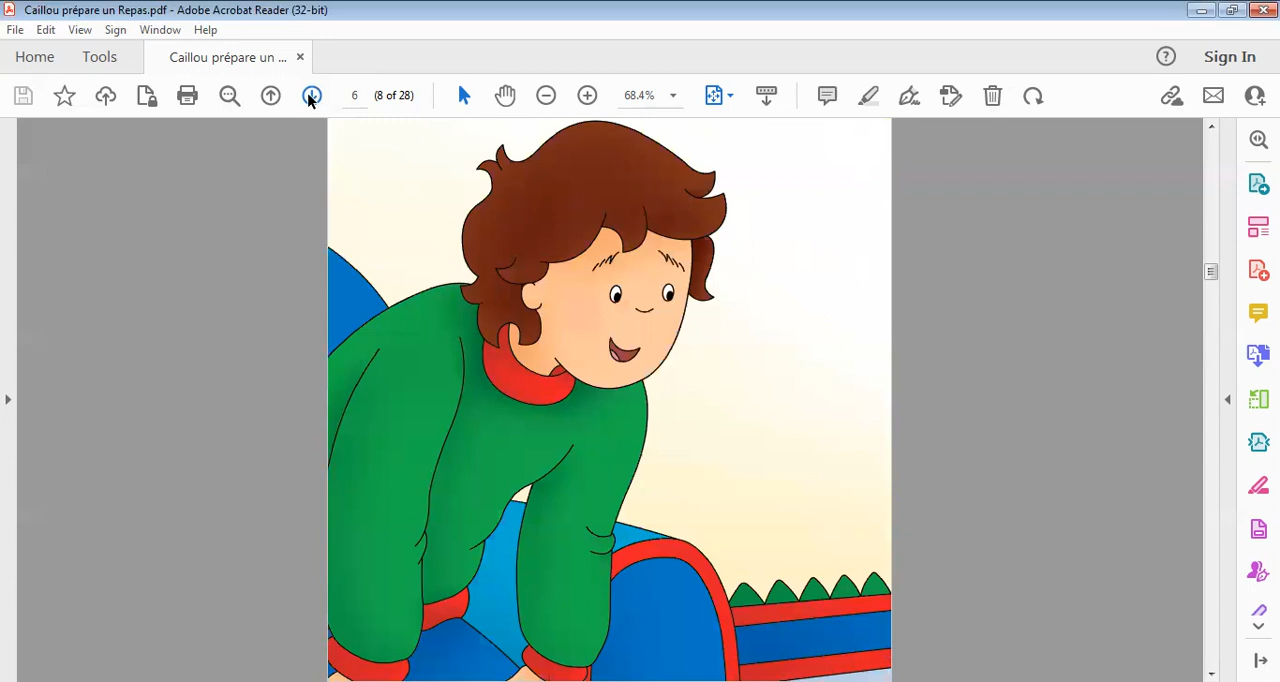 Caillou prépare un Repas.pdf - Adobe Acrobat Reader (32-bit)
File Edit View Sign Window Help
Home Tools Caillou prépare un ... ×
Sign In
6 (8 of 28) 68.4%